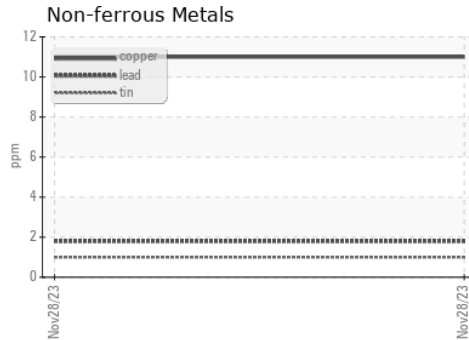 Non-ferrous Metals
12
10
8
6
4
2
0
ppm
copper
lead
tin
Nov28/23
Nov28/23